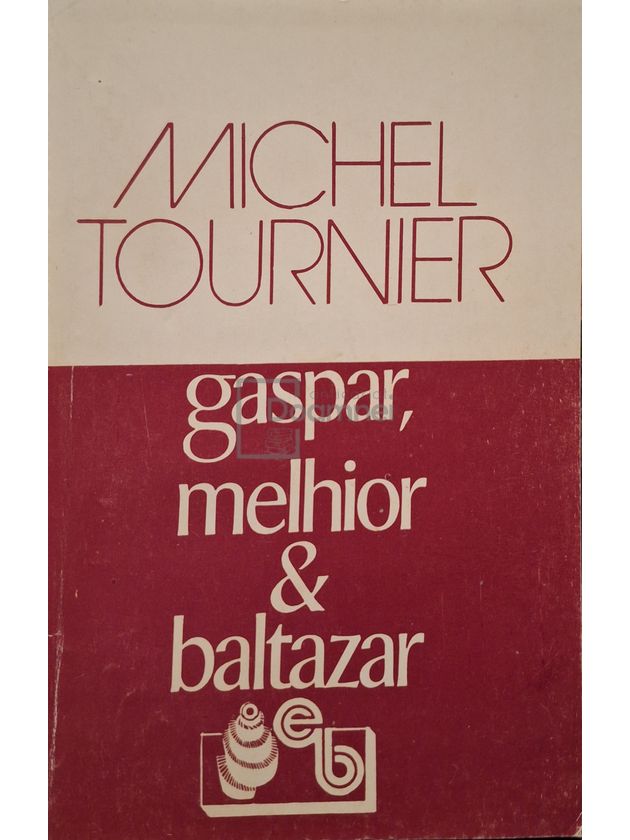 MICHEL
TOURNIER
gaspar,
melhior
&
baltazar
eb